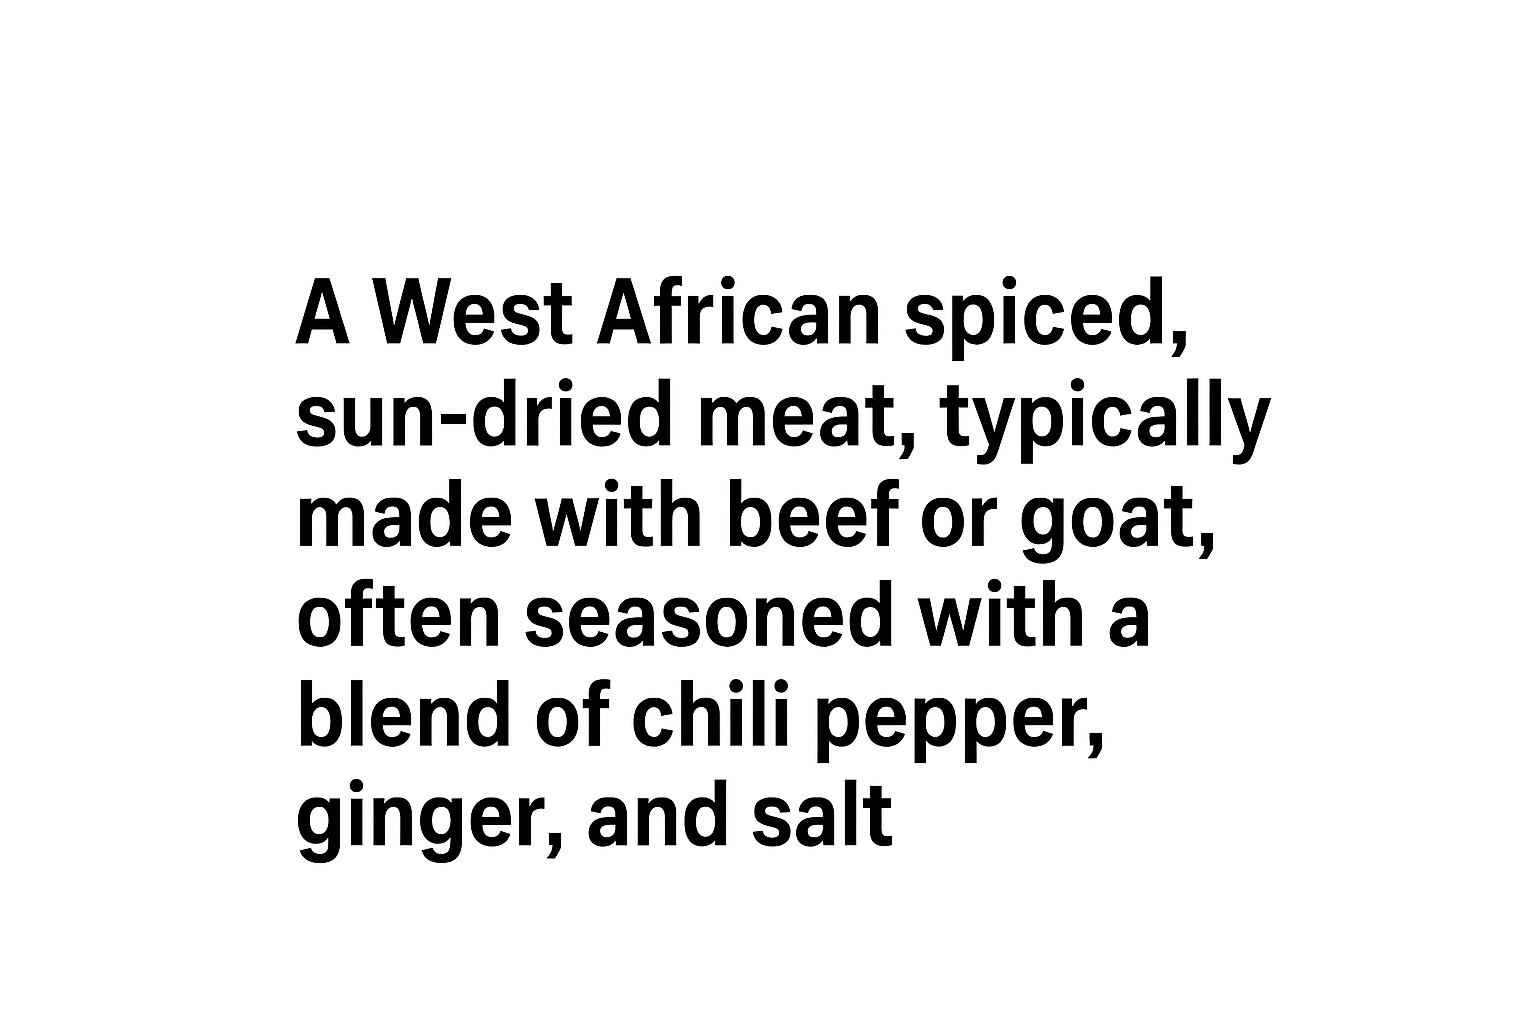 A West African spiced,
sun-dried meat, typically
made with beef or goat,
often seasoned with a
blend of chili pepper,
ginger, and salt